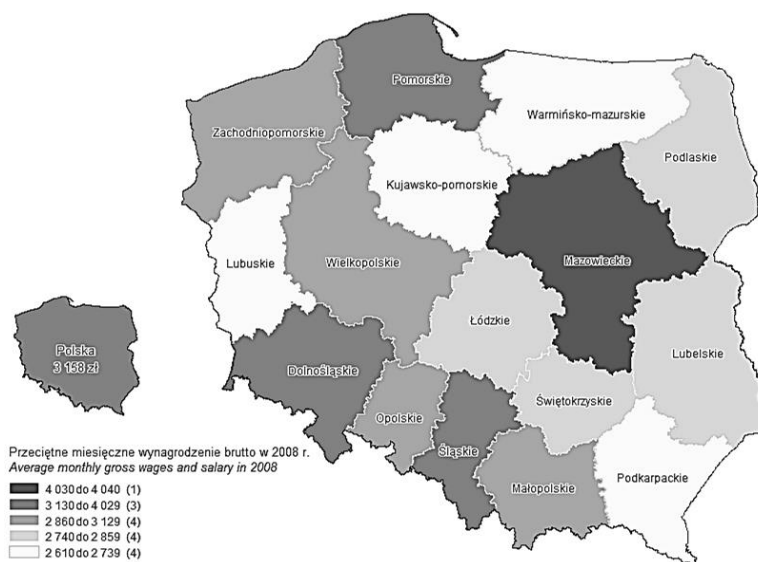 Pomorskie
Warmińsko-mazurskie
Zachodniopomorskie
Podlaskie
Kujawsko-pomorskie
Lubuskie
Wielkopolskie
Mazowieckie
Łódzkie
Polska
3 158 zł
Lubelskie
Dolnośląskie
Świętokrzyskie
Opolskie
Śląskie
Podkarpackie
Małopolskie
Przeciętne miesięczne wynagrodzenie brutto w 2008 r.
Average monthly gross wages and salary in 2008
4 030 do 4 040 (1)
3 130 do 4 029 (3)
2 860 do 3 129 (4)
2 740 do 2 859 (4)
2 610 do 2 739 (4)